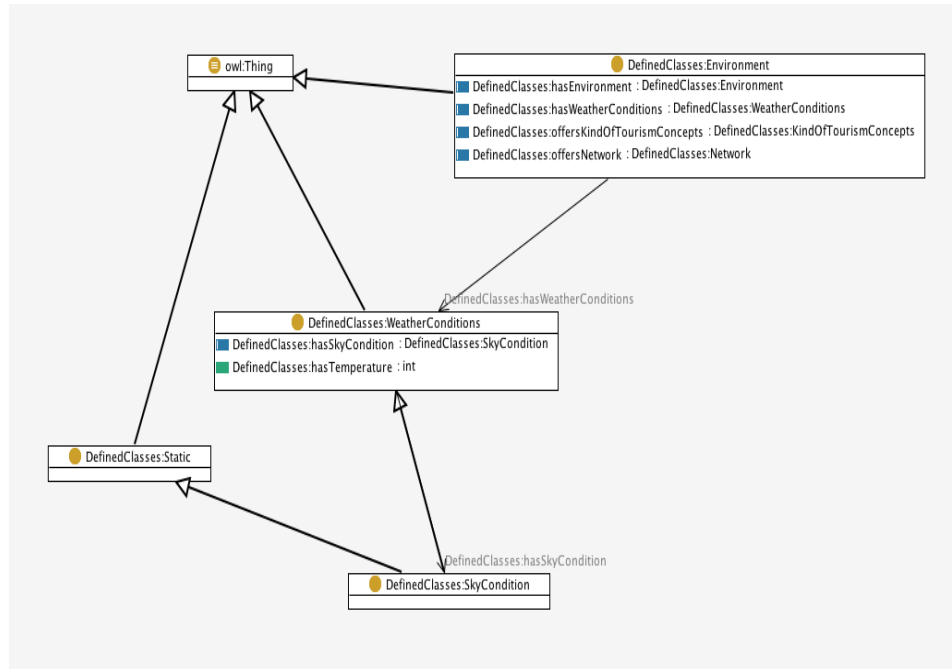 owl:Thing
DefinedClasses:Environment
DefinedClasses:hasEnvironment : DefinedClasses:Environment
DefinedClasses:hasWeatherConditions : DefinedClasses:WeatherConditions
DefinedClasses:offersKindOfTourismConcepts : DefinedClasses:KindOfTourismConcepts
DefinedClasses:offersNetwork : DefinedClasses:Network
DefinedClasses:hasWeatherConditions
DefinedClasses:WeatherConditions
DefinedClasses:hasSkyCondition : DefinedClasses:SkyCondition
DefinedClasses:hasTemperature : int
DefinedClasses:Static
DefinedClasses:hasSkyCondition
DefinedClasses:SkyCondition